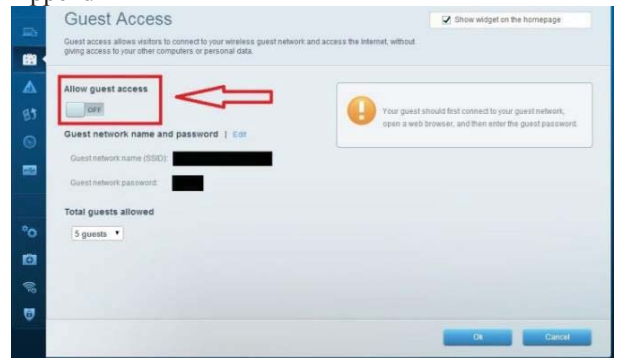 Guest Access
Show widget on the homepage
Guest access allows visitors to connect to your wireless guest network and access the Internet, without
giving access to your other computers or personal data.
Allow guest access
OFF
Your guest should first connect to your guest network,
open a web browser, and then enter the guest password.
Guest network name and password | Edit
Guest network name (SSID):
Guest network password:
Total guests allowed
5 guests
Ok
Cancel